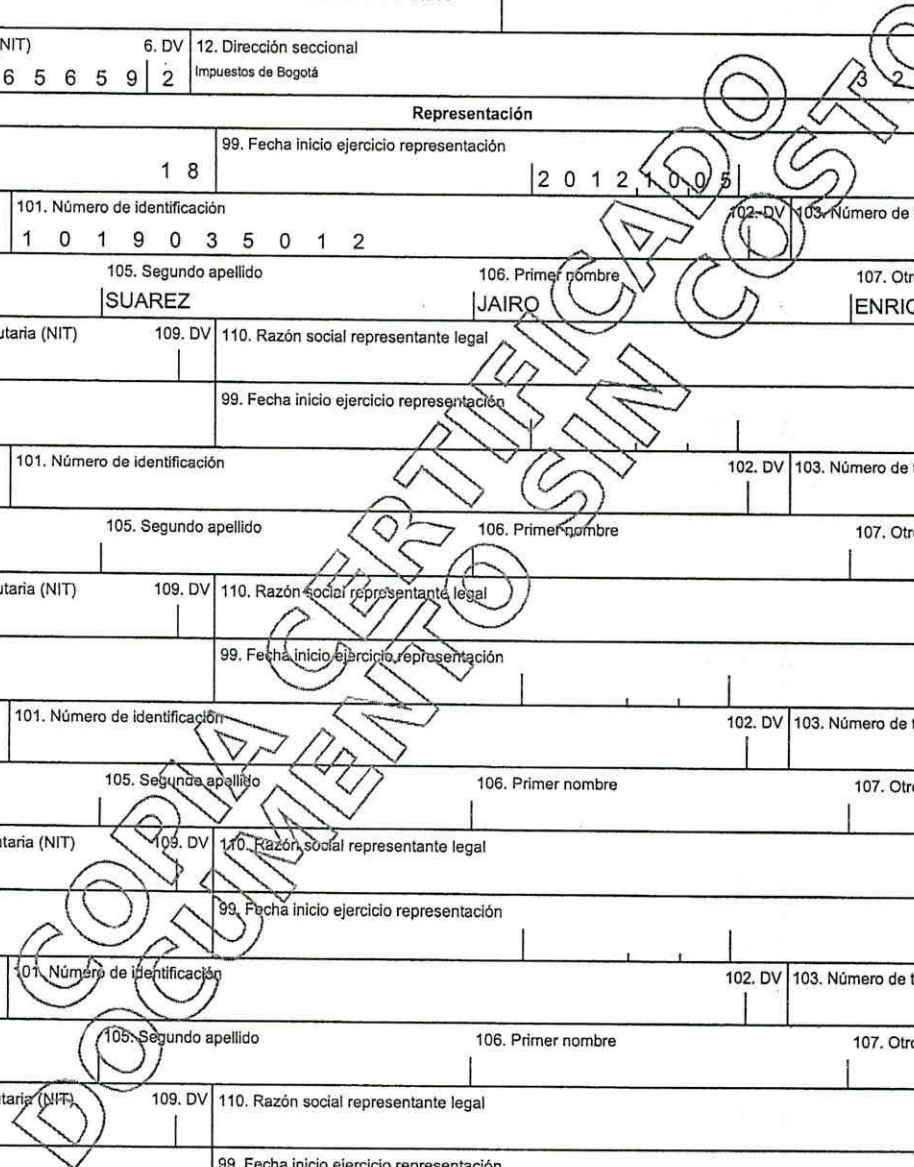 NIT) 6. DV 12. Dirección seccional
6 5 6 5 9 2 Impuestos de Bogotá 3 2
Representación
99. Fecha inicio ejercicio representación
1 8 2 0 1 2 1 0 0 5
101. Número de identificación 102. DV 103. Número de
1 0 1 9 0 3 5 0 1 2
105. Segundo apellido 106. Primer nombre 107. Otr
SUAREZ JAIRO ENRIQ
utaria (NIT) 109. DV 110. Razón social representante legal
99. Fecha inicio ejercicio representación
101. Número de identificación 102. DV 103. Número de t
105. Segundo apellido 106. Primer nombre 107. Otro
utaria (NIT) 109. DV 110. Razón social representante legal
99. Fecha inicio ejercicio representación
101. Número de identificación 102. DV 103. Número de t
105. Segundo apellido 106. Primer nombre 107. Otro
utaria (NIT) 109. DV 110. Razón social representante legal
99. Fecha inicio ejercicio representación
101. Número de identificación 102. DV 103. Número de t
105. Segundo apellido 106. Primer nombre 107. Otro
utaria (NIT) 109. DV 110. Razón social representante legal
99. Fecha inicio ejercicio representación
COPIA CERTIFICADO
DOCUMENTO SIN COSTO